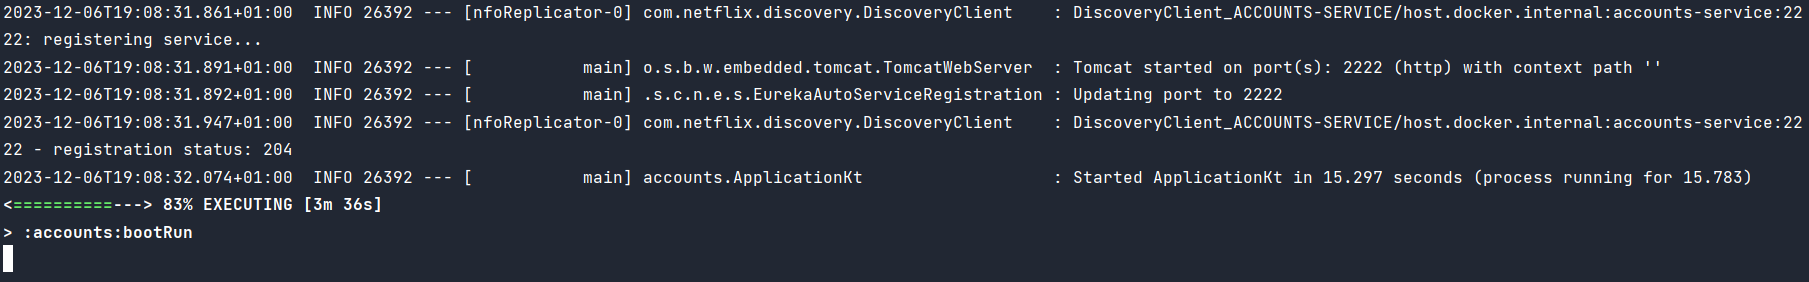 2023-12-06T19:08:31.861+01:00  INFO 26392 --- [nfoReplicator-0] com.netflix.discovery.DiscoveryClient    : DiscoveryClient_ACCOUNTS-SERVICE/host.docker.internal:accounts-service:22
22: registering service...
2023-12-06T19:08:31.891+01:00  INFO 26392 --- [           main] o.s.b.w.embedded.tomcat.TomcatWebServer  : Tomcat started on port(s): 2222 (http) with context path ''
2023-12-06T19:08:31.892+01:00  INFO 26392 --- [           main] .s.c.n.e.s.EurekaAutoServiceRegistration : Updating port to 2222
2023-12-06T19:08:31.947+01:00  INFO 26392 --- [nfoReplicator-0] com.netflix.discovery.DiscoveryClient    : DiscoveryClient_ACCOUNTS-SERVICE/host.docker.internal:accounts-service:22
22 - registration status: 204
2023-12-06T19:08:32.074+01:00  INFO 26392 --- [           main] accounts.ApplicationKt                   : Started ApplicationKt in 15.297 seconds (process running for 15.783)
<==========---> 83% EXECUTING [3m 36s]
> :accounts:bootRun